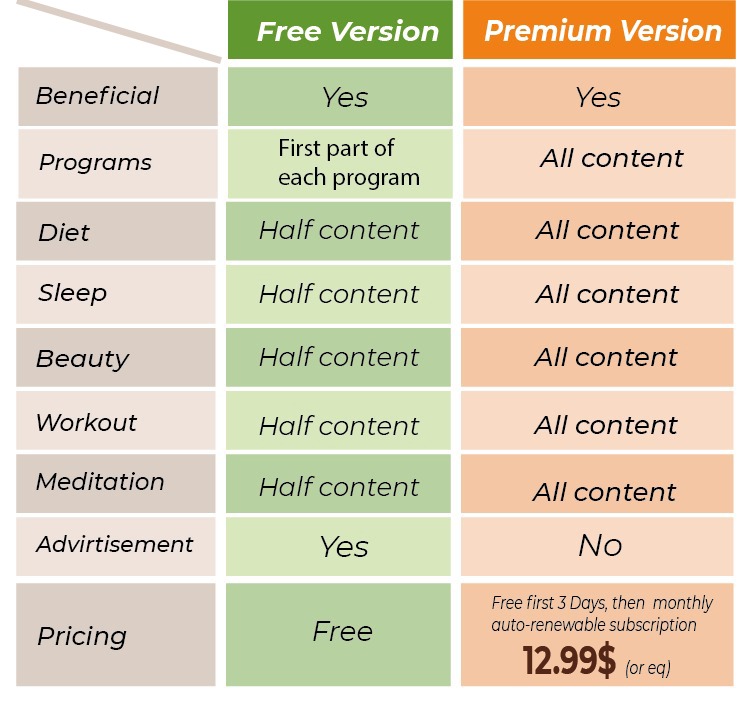 Free Version Premium Version
Beneficial Yes Yes
Programs First part of All content
each program
Diet Half content All content
Sleep Half content All content
Beauty Half content All content
Workout Half content All content
Meditation Half content All content
Advirtisement Yes No
Pricing Free Free first 3 Days, then monthly
auto-renewable subscription
12.99$ (or eq)